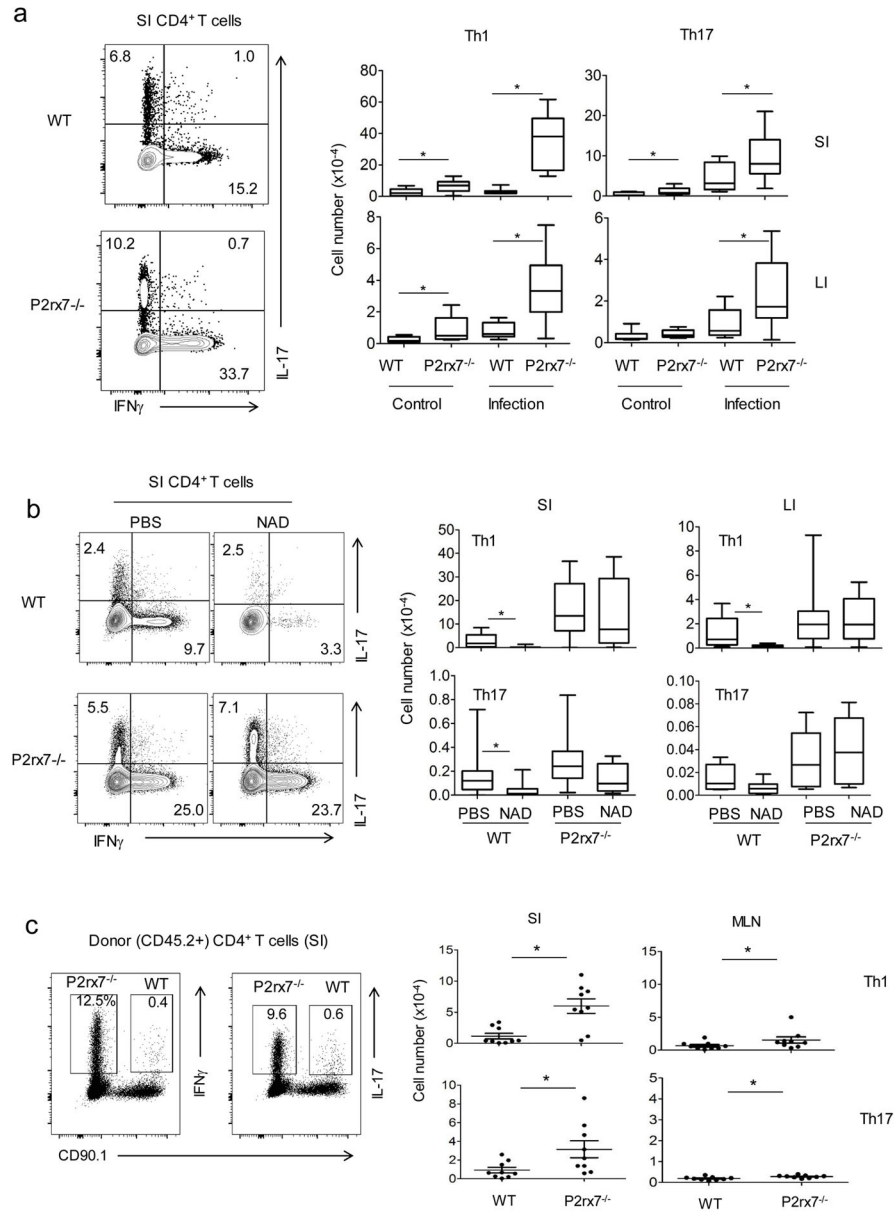 a
SI CD4⁺ T cells
6.8 1.0
WT
15.2
10.2 0.7
P2rx7-/-
33.7
IL-17
IFNγ
Th1 Th17
80 30
60
20
40
10
20
0 0
SI
Cell number (x10⁻⁴)
8 6
6
4
4
2
2
0 0
LI
* * * *
* * *
WT P2rx7⁻/⁻ WT P2rx7⁻/⁻ WT P2rx7⁻/⁻ WT P2rx7⁻/⁻
Control Infection Control Infection
b
SI CD4⁺ T cells
PBS NAD
2.4 2.5
WT
9.7 3.3
IL-17
5.5 7.1
P2rx7⁻/⁻
25.0 23.7
IL-17
IFNγ
SI LI
50 Th1 10 Th1
40 8
30 6
20 4
10 2
0 0
* *
Cell number (x10⁻⁴)
1.0 Th17 0.10 Th17
0.8 0.08
0.6 0.06
0.4 0.04
0.2 0.02
0.0 0.00
*
PBS NAD PBS NAD PBS NAD PBS NAD
WT P2rx7⁻/⁻ WT P2rx7⁻/⁻
c
Donor (CD45.2+) CD4⁺ T cells (SI)
P2rx7⁻/⁻ WT P2rx7⁻/⁻ WT
12.5% 0.4 9.6 0.6
IFNγ IL-17
CD90.1
SI MLN
15 15
10 10
5 5
0 0
* *
Th1
Cell number (x10⁻⁴)
10 5
8 4
6 3
4 2
2 1
0 0
* *
Th17
WT P2rx7⁻/⁻ WT P2rx7⁻/⁻